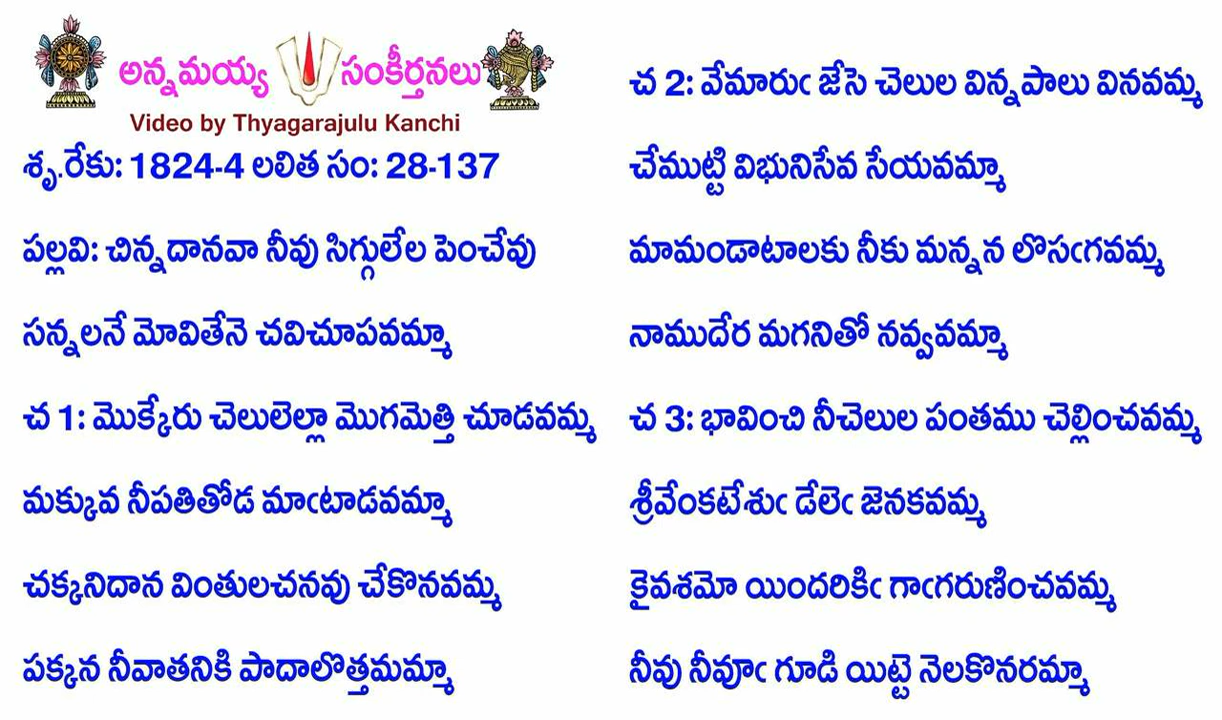 అన్నమయ్య సంకీర్తనలు
Video by Thyagarajulu Kanchi
శృ.రేకు: 1824-4 లలిత సం: 28-137
పల్లవి: చిన్నదానవా నీవు సిగ్గులేల పెంచేవు
సన్నలనే మోవితేనె చవిచూపవమ్మా
చ 1: మొక్కేరు చెలులెల్లా మొగమెత్తి చూడవమ్మ
మక్కువ నీపతితోడ మాఁటాడవమ్మా
చక్కనిదాన వింతులచనవు చేకొనవమ్మ
పక్కన నీవాతనికి పాదాలొత్తమమ్మా
చ 2: వేమారుఁ జేసె చెలుల విన్నపాలు వినవమ్మ
చేముట్టి విభునిసేవ సేయవమ్మా
మామండాటాలకు నీకు మన్నన లొసఁగవమ్మ
నాముదేర మగనితో నవ్వవమ్మా
చ 3: భావించి నీచెలుల పంతము చెల్లించవమ్మ
శ్రీవేంకటేశుఁ డేలెఁ జెనకవమ్మ
కైవశమో యిందరికిఁ గాఁగరుణించవమ్మ
నీవు నీవూఁ గూడి యిట్టె నెలకొనరమ్మా